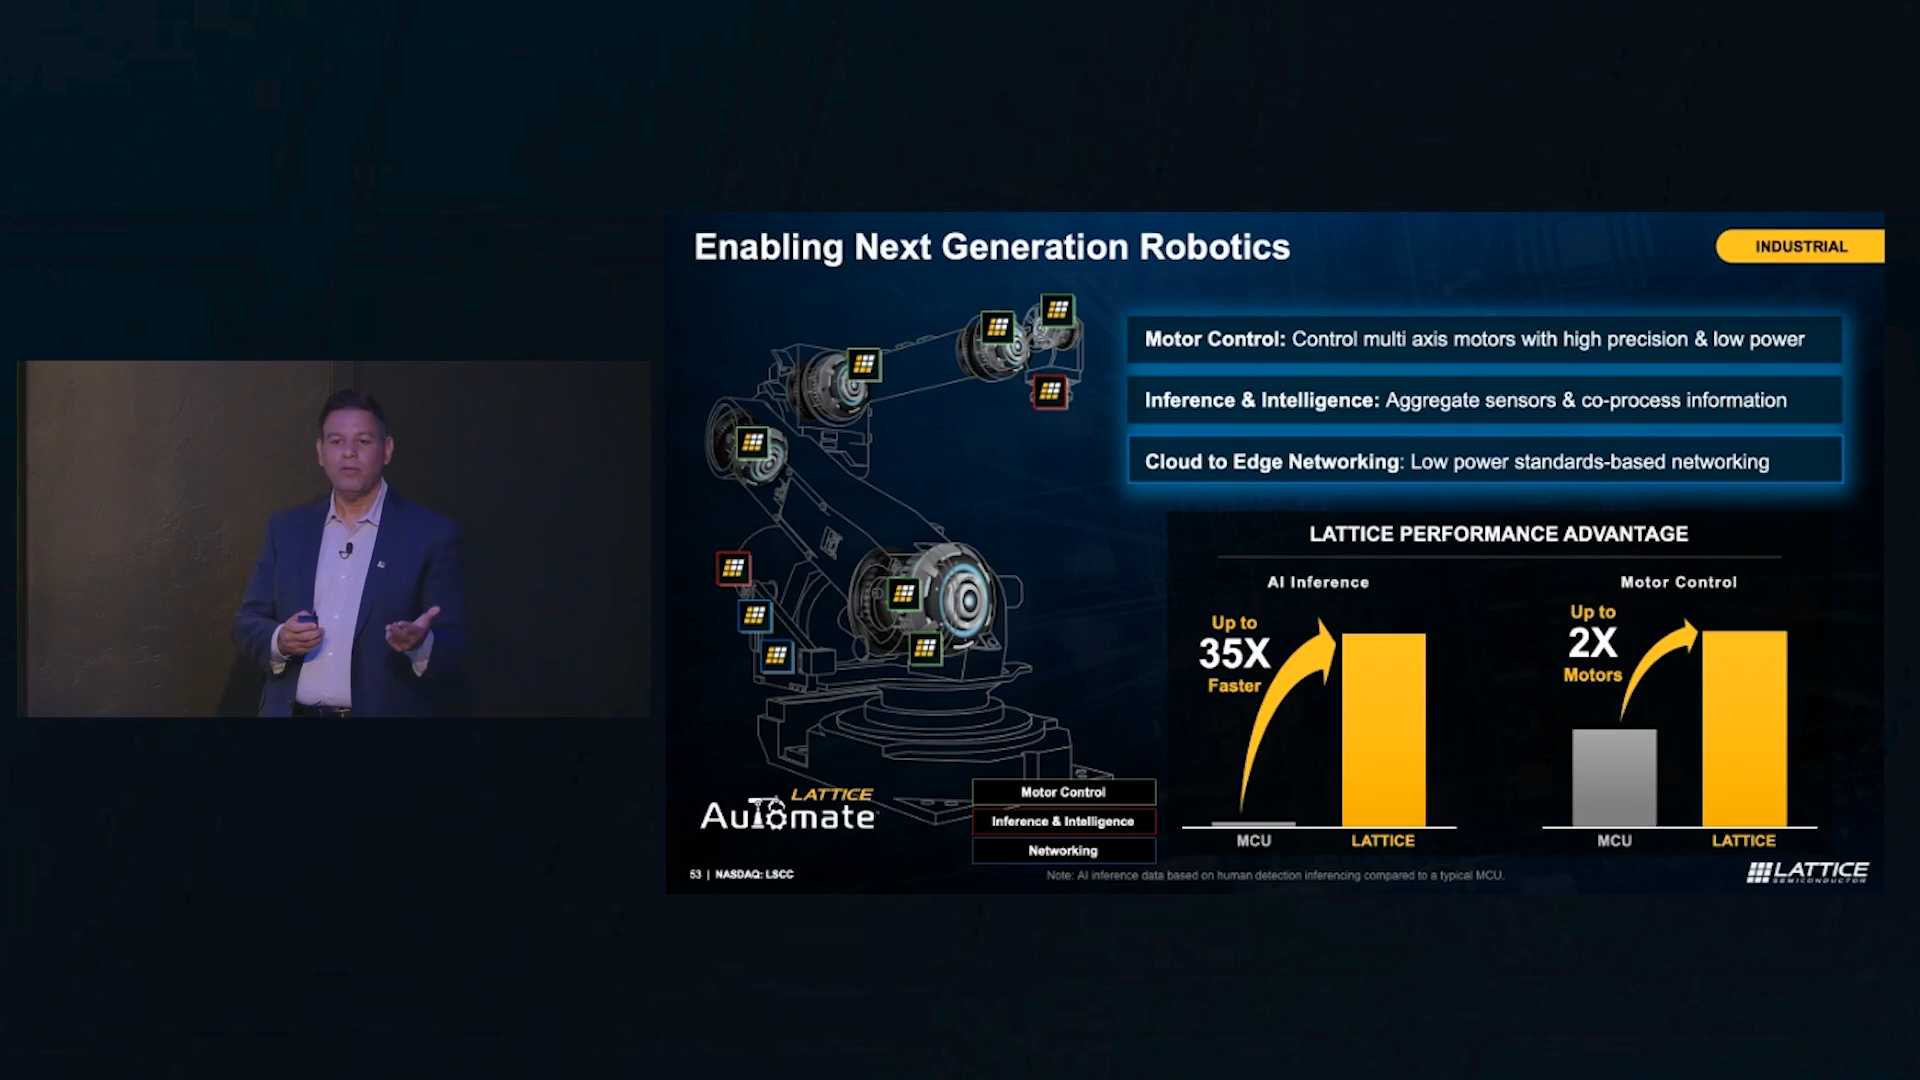 Enabling Next Generation Robotics
INDUSTRIAL
Motor Control: Control multi axis motors with high precision & low power
Inference & Intelligence: Aggregate sensors & co-process information
Cloud to Edge Networking: Low power standards-based networking
LATTICE PERFORMANCE ADVANTAGE
AI Inference
Up to
35X
Faster
MCU
LATTICE
Motor Control
Up to
2X
Motors
MCU
LATTICE
LATTICE
Automate
Motor Control
Inference & Intelligence
Networking
53 | NASDAQ: LSCC
Note: AI inference data based on human detection inferencing compared to a typical MCU.
LATTICE
SEMICONDUCTOR